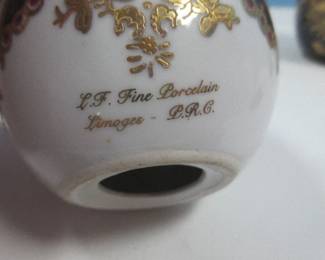 L.F. Fine Porcelain
Limoges - P.R.C.